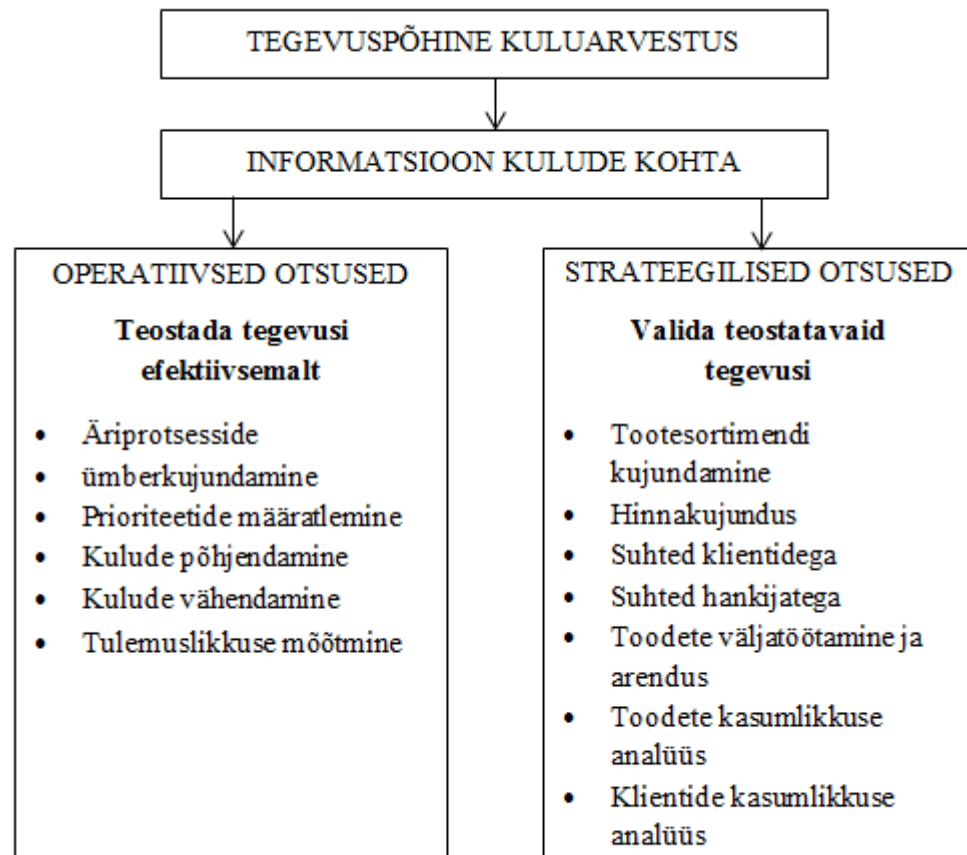 TEGEVUSPÕHINE KULUARVESTUS
INFORMATSIOON KULUDE KOHTA
OPERATIIVSED OTSUSED
Teostada tegevusi
efektiivsemalt
• Äriprotsesside
• ümberkujundamine
• Prioriteetide määratlemine
• Kulude põhjendamine
• Kulude vähendamine
• Tulemuslikkuse mõõtmine
STRATEEGILISED OTSUSED
Valida teostatavaid
tegevusi
• Tootesortimendi
kujundamine
• Hinnakujundus
• Suhted klientidega
• Suhted hankijatega
• Toodete väljatöötamine ja
arendus
• Toodete kasumlikkuse
analüüs
• Klientide kasumlikkuse
analüüs